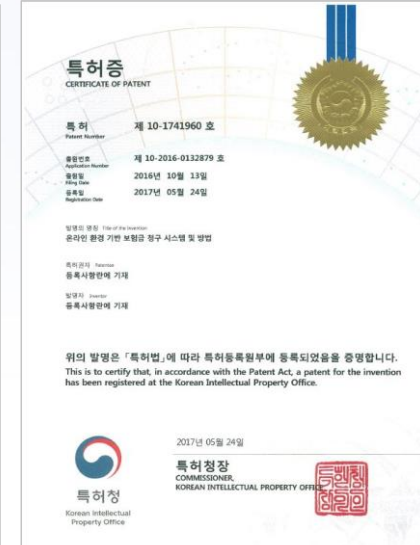 특허증
CERTIFICATE OF PATENT
특 허 제 10-1741960 호
Patent Number
출원번호 제 10-2016-0132879 호
Application Number
출원일 2016년 10월 13일
Filing Date
등록일 2017년 05월 24일
Registration Date
발명의 명칭 Title of the Invention
온라인 환경 기반 보험금 청구 시스템 및 방법
특허권자 Patentee
등록사항란에 기재
발명자 Inventor
등록사항란에 기재
위의 발명은 「특허법」에 따라 특허등록원부에 등록되었음을 증명합니다.
This is to certify that, in accordance with the Patent Act, a patent for the invention
has been registered at the Korean Intellectual Property Office.
2017년 05월 24일
특허청장
COMMISSIONER,
KOREAN INTELLECTUAL PROPERTY OFFICE
특허청
Korean Intellectual
Property Office